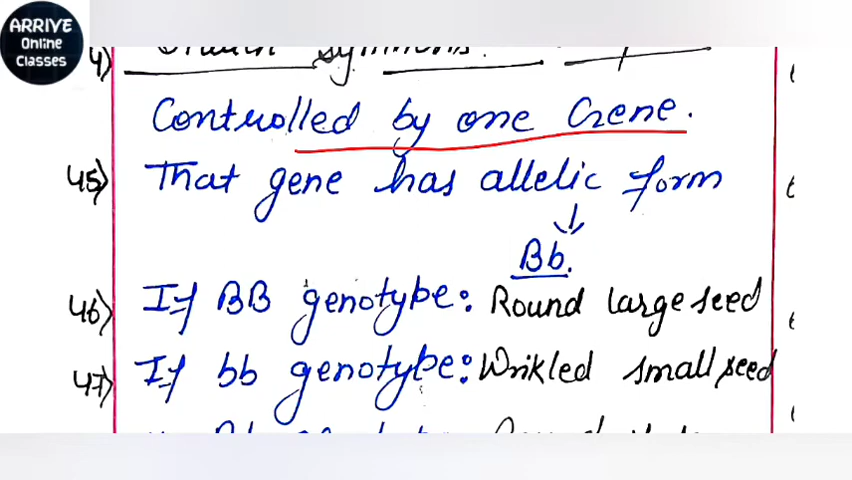 ARRIVE
Online
Classes
Controlled by one Gene.
45) That gene has allelic form
Bb.
46) If BB genotype: Round large seed
47) If bb genotype: Wrikled small seed